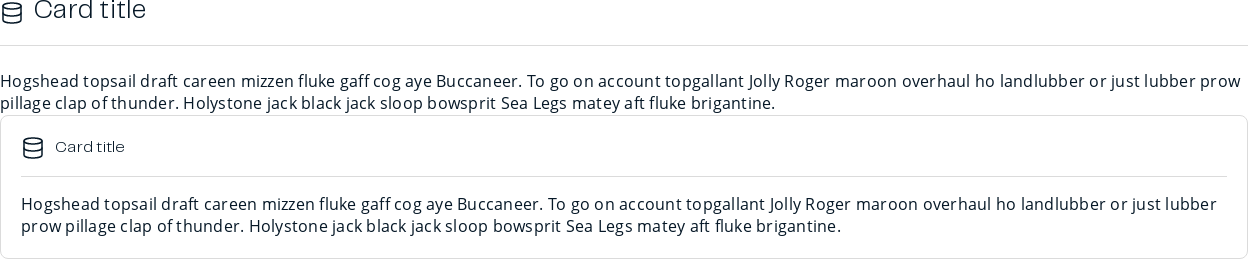 Card title
Hogshead topsail draft careen mizzen fluke gaff cog aye Buccaneer. To go on account topgallant Jolly Roger maroon overhaul ho landlubber or just lubber prow
pillage clap of thunder. Holystone jack black jack sloop bowsprit Sea Legs matey aft fluke brigantine.
Card title
Hogshead topsail draft careen mizzen fluke gaff cog aye Buccaneer. To go on account topgallant Jolly Roger maroon overhaul ho landlubber or just lubber
prow pillage clap of thunder. Holystone jack black jack sloop bowsprit Sea Legs matey aft fluke brigantine.